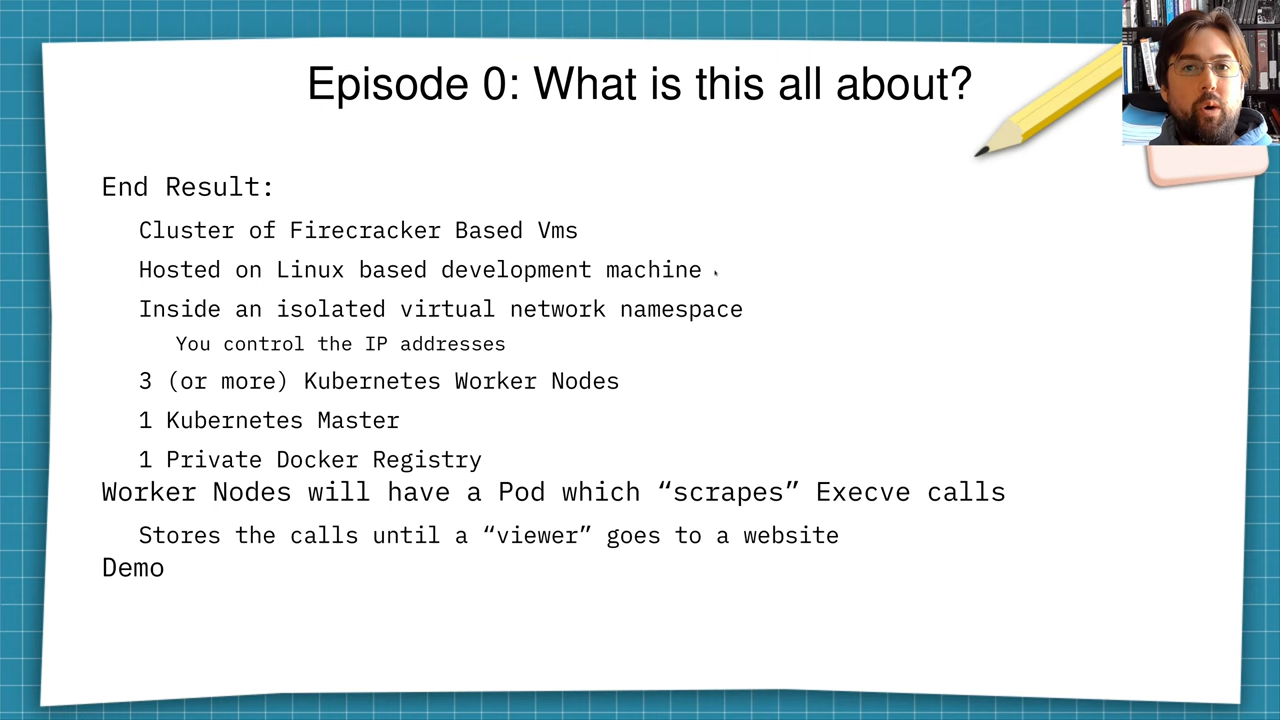 Episode 0: What is this all about?
End Result:
Cluster of Firecracker Based Vms
Hosted on Linux based development machine
Inside an isolated virtual network namespace
You control the IP addresses
3 (or more) Kubernetes Worker Nodes
1 Kubernetes Master
1 Private Docker Registry
Worker Nodes will have a Pod which “scrapes” Execve calls
Stores the calls until a “viewer” goes to a website
Demo